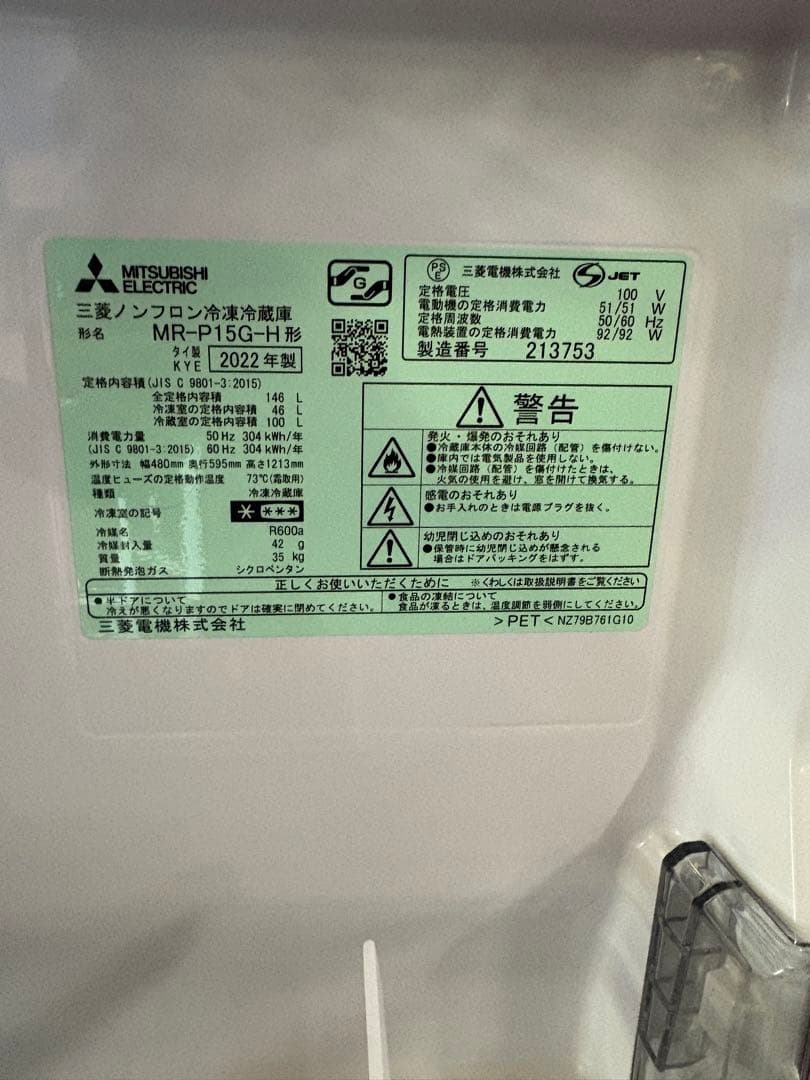 MITSUBISHI
ELECTRIC
三菱ノンフロン冷凍冷蔵庫
形名 MR-P15G-H形
タイ製
KYE 2022年製
定格内容積(JIS C 9801-3:2015)
全定格内容積 146 L
冷凍室の定格内容積 46 L
冷蔵室の定格内容積 100 L
消費電力量 50Hz 304kWh/年
(JIS C 9801-3:2015) 60Hz 304kWh/年
外形寸法 幅480mm 奥行595mm 高さ1213mm
温度ヒューズの定格動作温度 73℃(霜取用)
種類 冷凍冷蔵庫
冷凍室の記号
冷媒名 R600a
冷媒封入量 42 g
質量 35 kg
断熱発泡ガス シクロペンタン
G
PS
E
三菱電機株式会社
S JET
定格電圧 100 V
電動機の定格消費電力 51/51 W
定格周波数 50/60 Hz
電熱装置の定格消費電力 92/92 W
製造番号 213753
警告
発火・爆発のおそれあり
●冷蔵庫本体の冷媒回路(配管)を傷付けない。
●庫内では電気製品を使用しない。
●冷媒回路(配管)を傷付けたときは、
火気の使用を避け、窓を開けて換気する。
感電のおそれあり
●お手入れのときは電源プラグを抜く。
幼児閉じ込めのおそれあり
●保管時に幼児閉じ込めが懸念される
場合はドアパッキングをはずす。
正しくお使いいただくために ※くわしくは取扱説明書をご覧ください
●半ドアについて
冷えが悪くなりますのでドアは確実に閉めてください。
●食品の凍結について
食品が凍るときは、温度調節を弱側にしてください。
三菱電機株式会社
>PET< NZ79B761G10